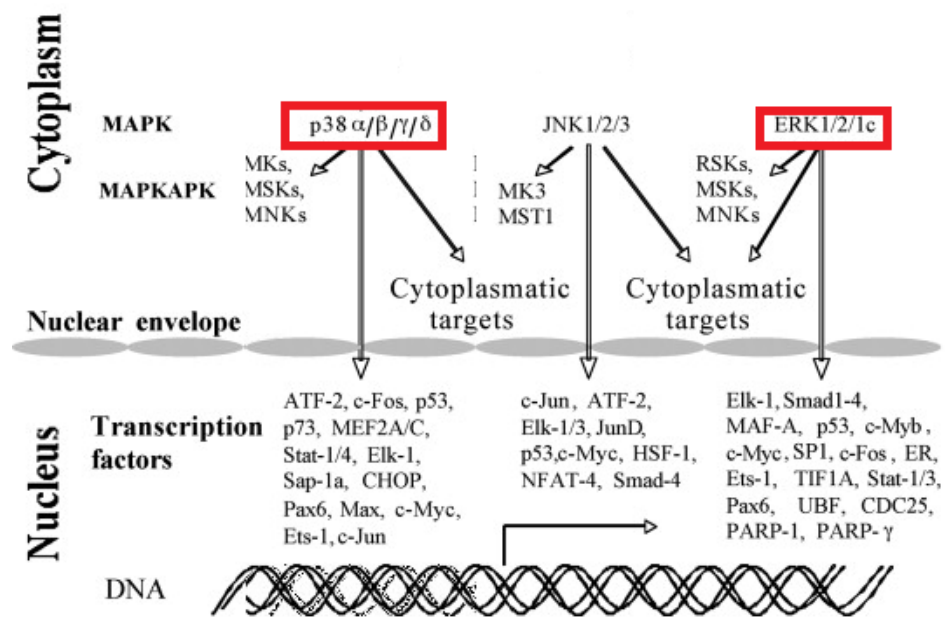 Cytoplasm
MAPK
p38 α/β/γ/δ
JNK1/2/3
ERK1/2/1c
MAPKAPK
MKs,
MSKs,
MNKs
MK3
MST1
RSKs,
MSKs,
MNKs
Cytoplasmatic
targets
Cytoplasmatic
targets
Nuclear envelope
Nucleus
Transcription
factors
ATF-2, c-Fos, p53,
p73, MEF2A/C,
Stat-1/4, Elk-1,
Sap-1a, CHOP,
Pax6, Max, c-Myc,
Ets-1, c-Jun
c-Jun, ATF-2,
Elk-1/3, JunD,
p53,c-Myc, HSF-1,
NFAT-4, Smad-4
Elk-1, Smad1-4,
MAF-A, p53, c-Myb,
c-Myc, SP1, c-Fos, ER,
Ets-1, TIF1A, Stat-1/3,
Pax6, UBF, CDC25,
PARP-1, PARP-γ
DNA